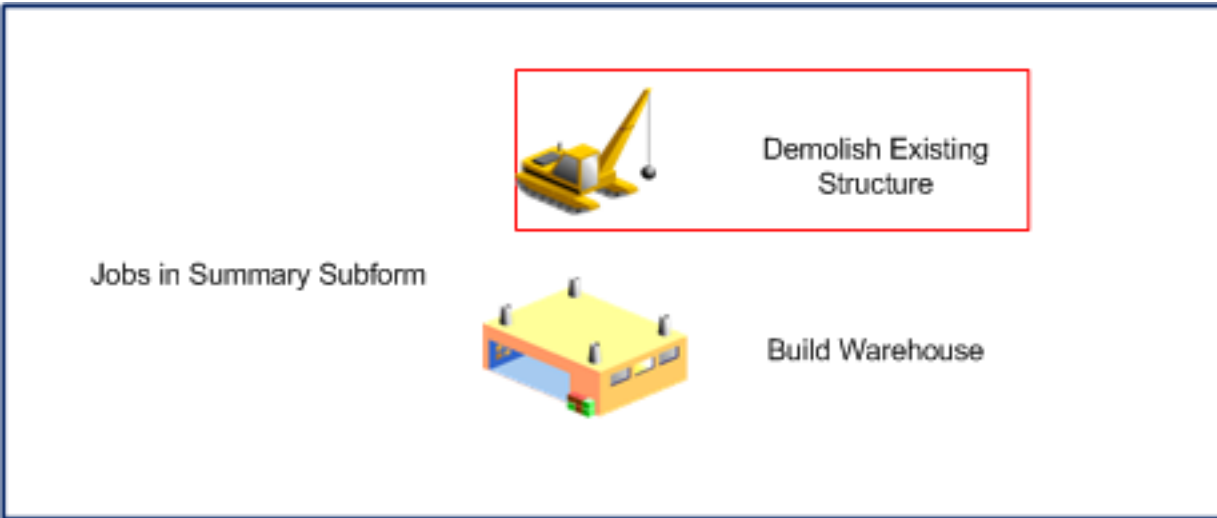 Demolish Existing
Structure
Jobs in Summary Subform
Build Warehouse